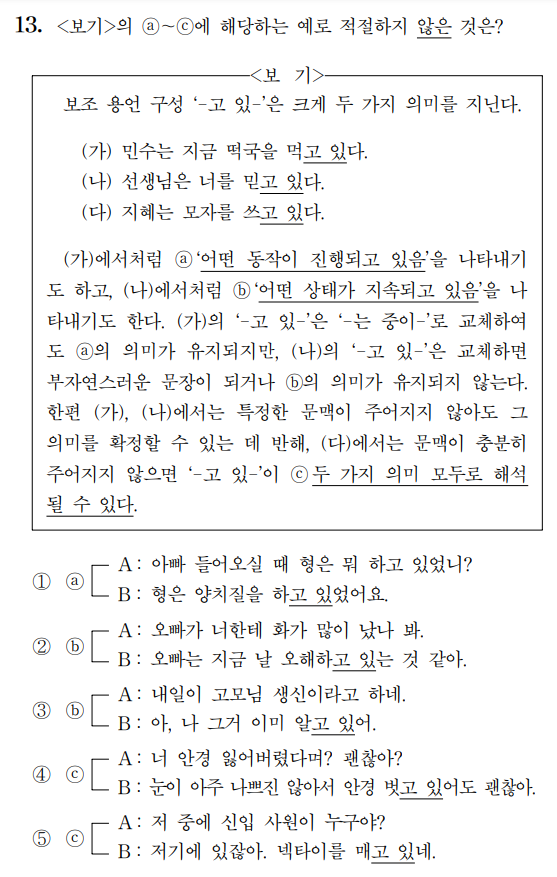 13. <보기>의 ⓐ~ⓒ에 해당하는 예로 적절하지 않은 것은?
<보 기>
보조 용언 구성 ‘-고 있-’은 크게 두 가지 의미를 지닌다.
(가) 민수는 지금 떡국을 먹고 있다.
(나) 선생님은 너를 믿고 있다.
(다) 지혜는 모자를 쓰고 있다.
(가)에서처럼 ⓐ‘어떤 동작이 진행되고 있음’을 나타내기
도 하고, (나)에서처럼 ⓑ‘어떤 상태가 지속되고 있음’을 나
타내기도 한다. (가)의 ‘-고 있-’은 ‘-는 중이-’로 교체하여
도 ⓐ의 의미가 유지되지만, (나)의 ‘-고 있-’은 교체하면
부자연스러운 문장이 되거나 ⓑ의 의미가 유지되지 않는다.
한편 (가), (나)에서는 특정한 문맥이 주어지지 않아도 그
의미를 확정할 수 있는 데 반해, (다)에서는 문맥이 충분히
주어지지 않으면 ‘-고 있-’이 ⓒ두 가지 의미 모두로 해석
될 수 있다.
① ⓐ A: 아빠 들어오실 때 형은 뭐 하고 있었니?
B: 형은 양치질을 하고 있었어요.
② ⓑ A: 오빠가 너한테 화가 많이 났나 봐.
B: 오빠는 지금 날 오해하고 있는 것 같아.
③ ⓑ A: 내일이 고모님 생신이라고 하네.
B: 아, 나 그거 이미 알고 있어.
④ ⓒ A: 너 안경 잃어버렸다며? 괜찮아?
B: 눈이 아주 나쁘진 않아서 안경 벗고 있어도 괜찮아.
⑤ ⓒ A: 저 중에 신입 사원이 누구야?
B: 저기에 있잖아. 넥타이를 매고 있네.